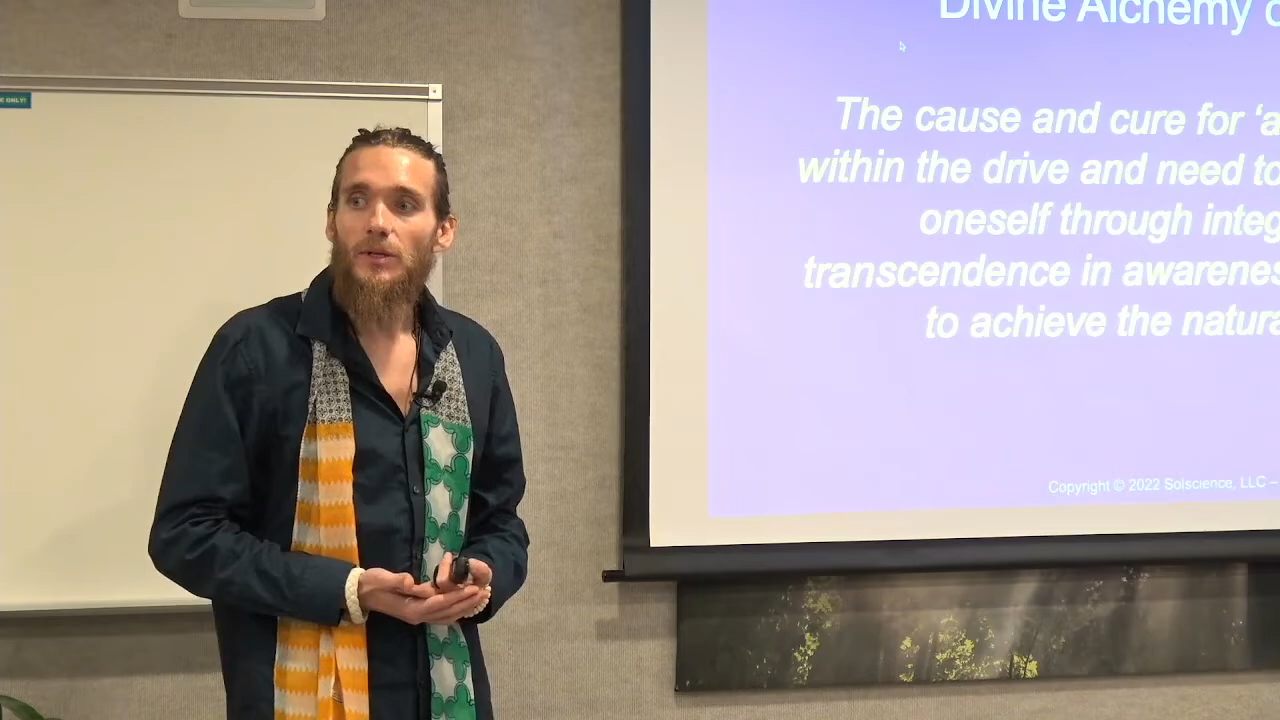 E ONLY!
Divine Alchemy o
The cause and cure for ‘a
within the drive and need to
oneself through integ
transcendence in awarenes
to achieve the natura
Copyright © 2022 Solscience, LLC –